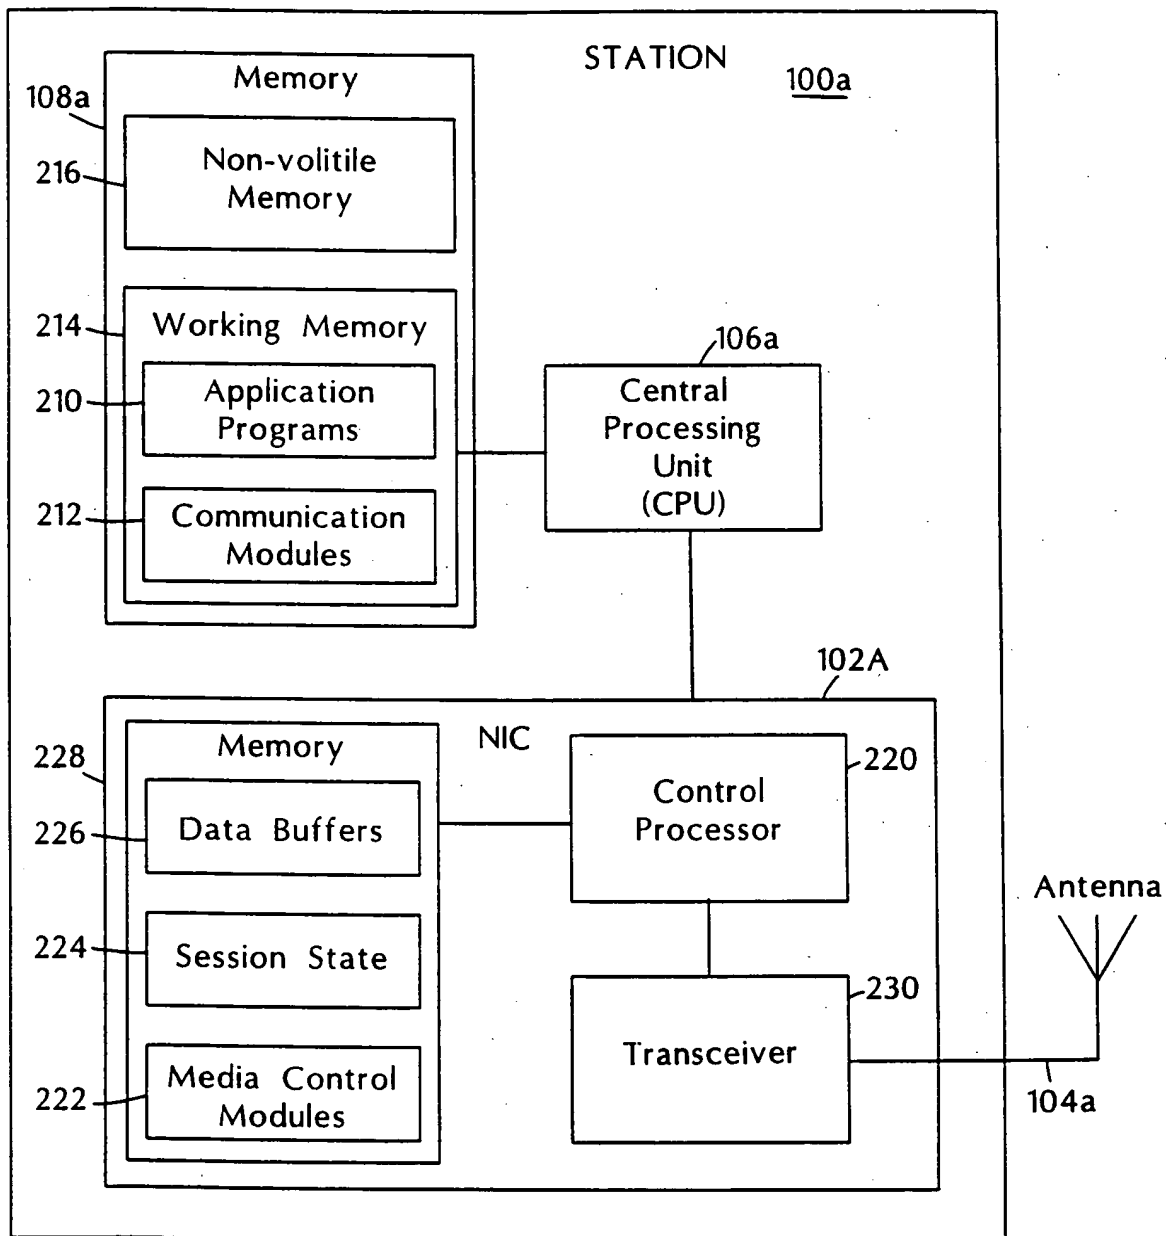 STATION
100a
108a
Memory
216
Non-volitile
Memory
214
Working Memory
210
Application
Programs
212
Communication
Modules
106a
Central
Processing
Unit
(CPU)
102A
NIC
228
Memory
226
Data Buffers
224
Session State
222
Media Control
Modules
220
Control
Processor
230
Transceiver
Antenna
104a